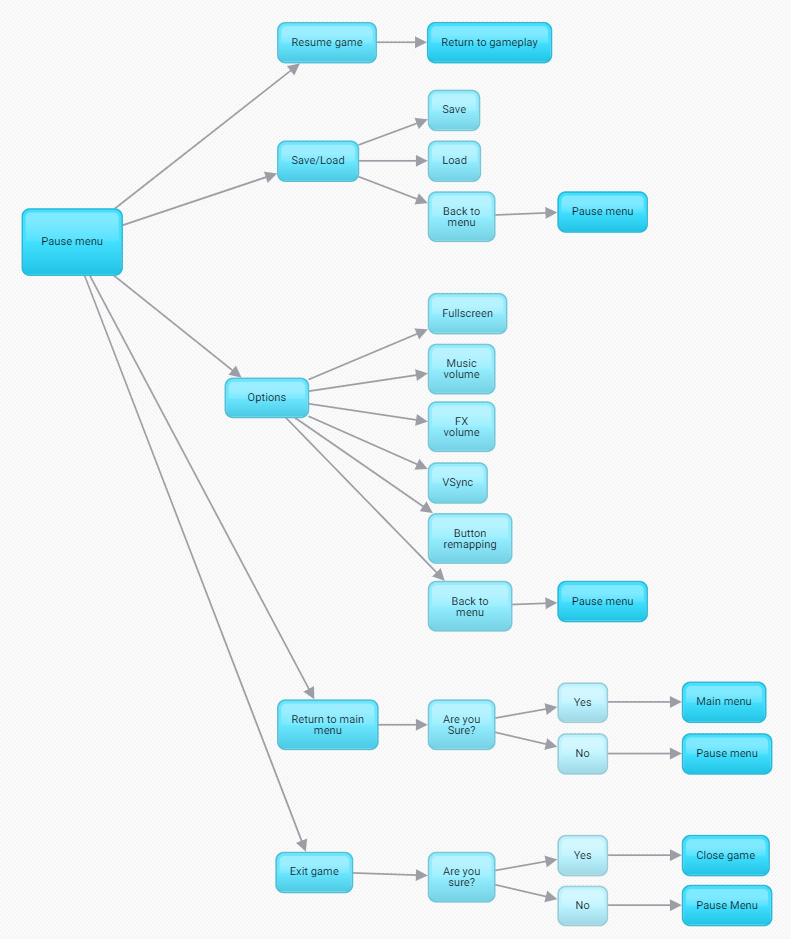 Resume game
Return to gameplay
Save
Save/Load
Load
Back to
menu
Pause menu
Pause menu
Fullscreen
Music
volume
Options
FX
volume
VSync
Button
remapping
Back to
menu
Pause menu
Return to main
menu
Are you
Sure?
Yes
Main menu
No
Pause menu
Exit game
Are you
sure?
Yes
Close game
No
Pause Menu